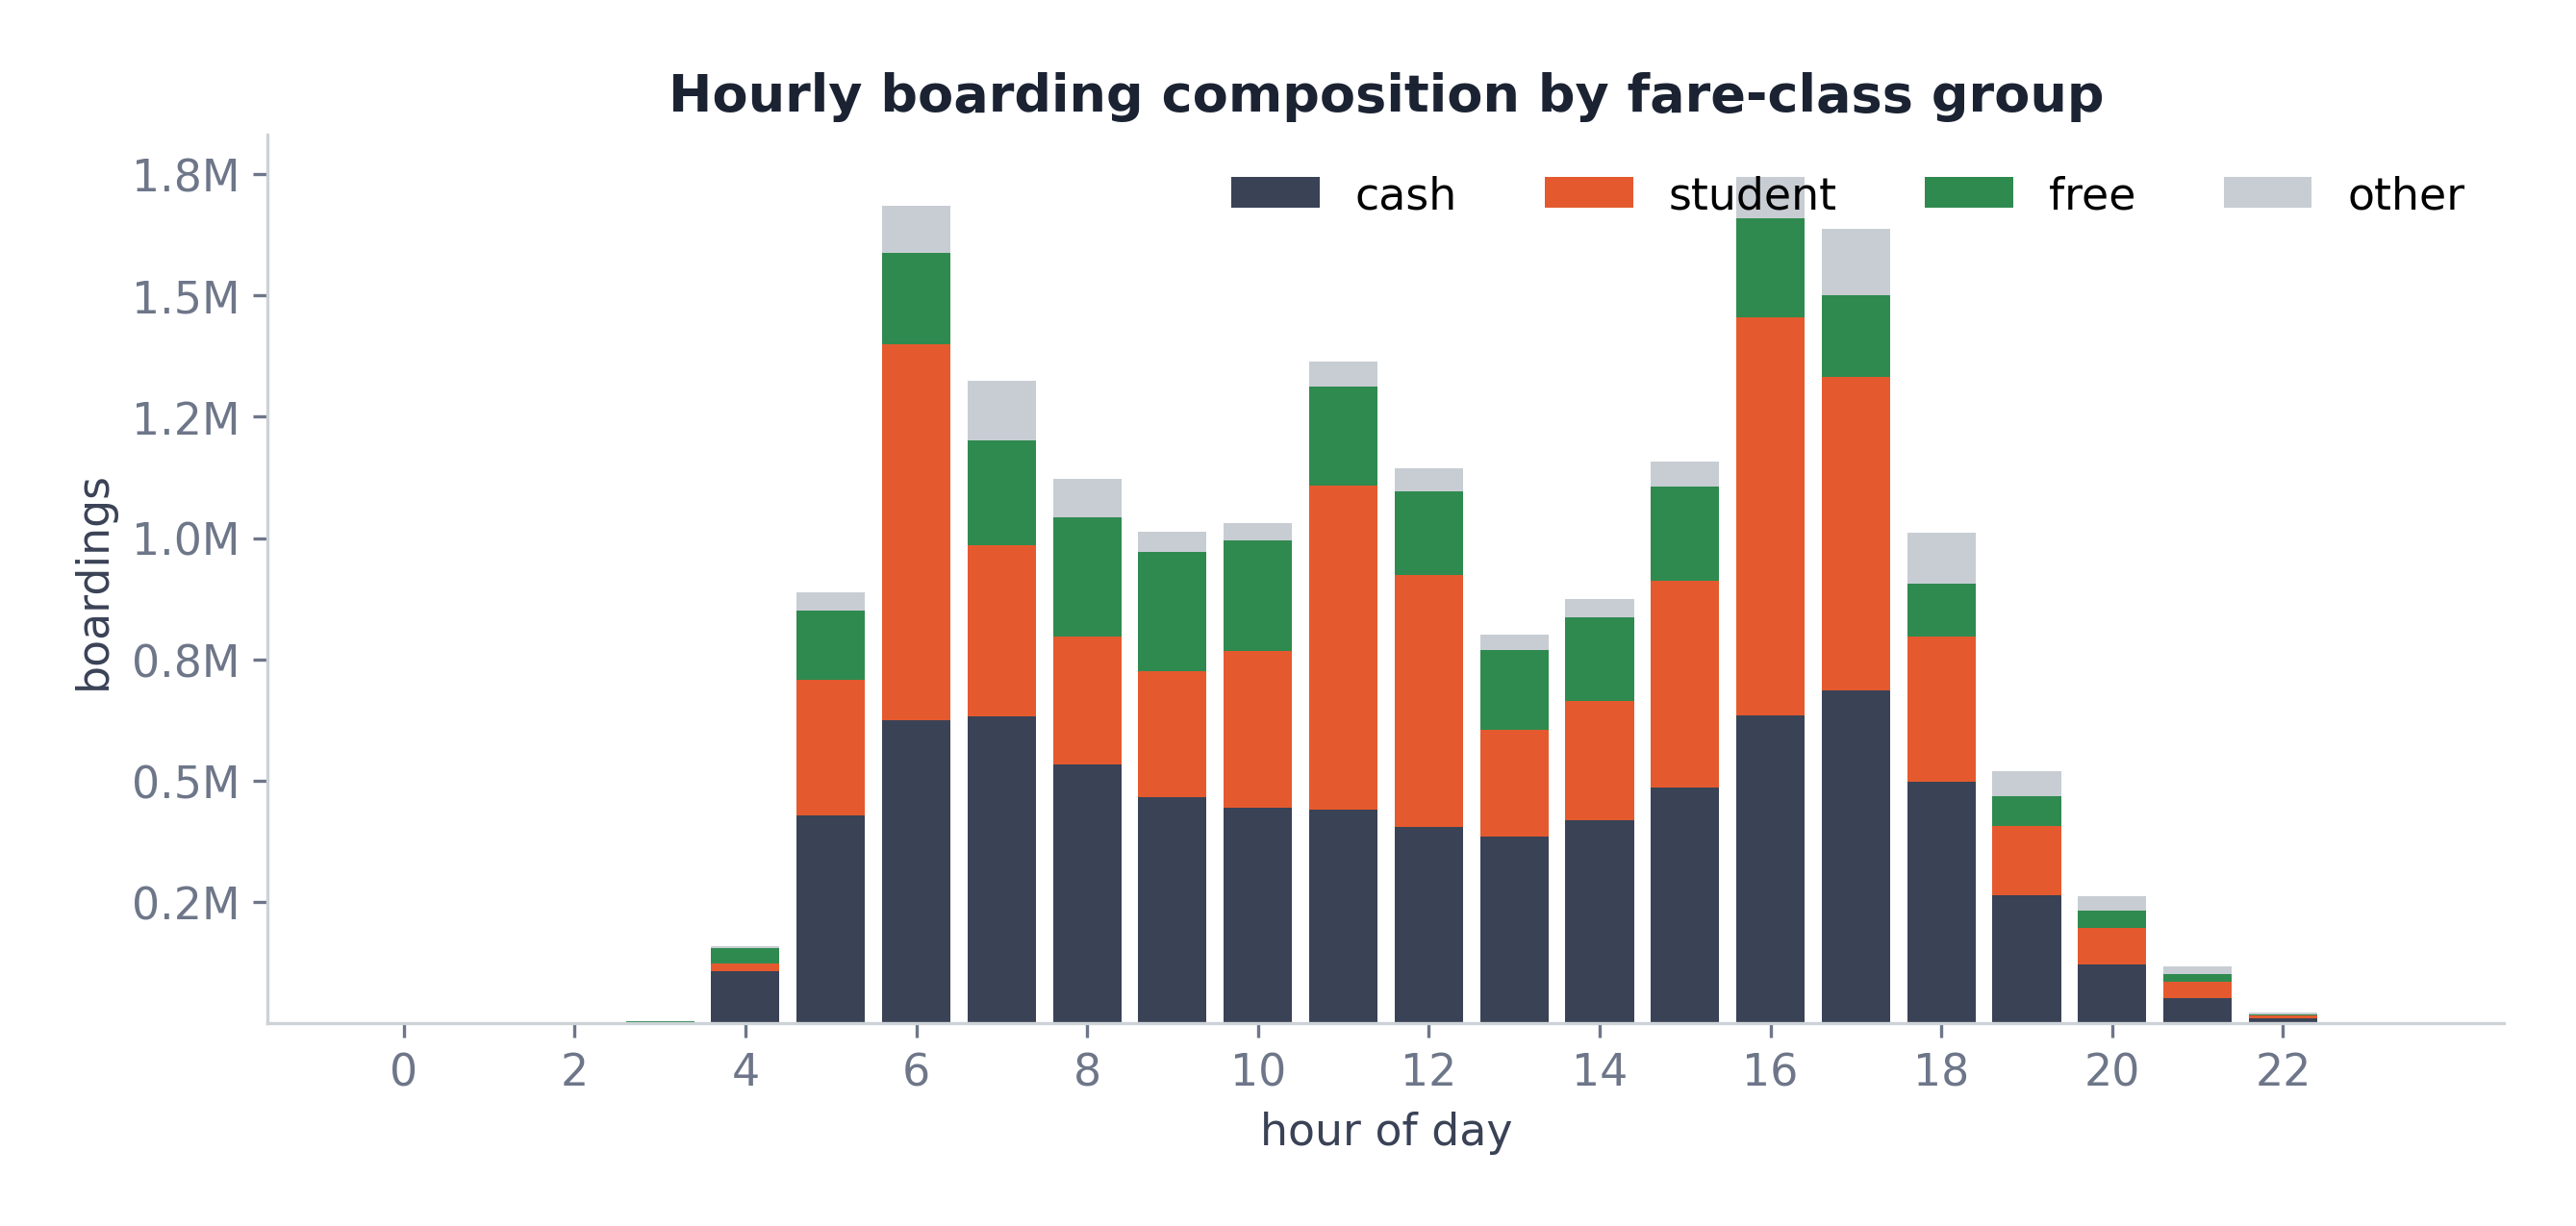 Hourly boarding composition by fare-class group
cash
student
free
other
1.8M
1.5M
1.2M
1.0M
0.8M
0.5M
0.2M
boardings
0 2 4 6 8 10 12 14 16 18 20 22
hour of day